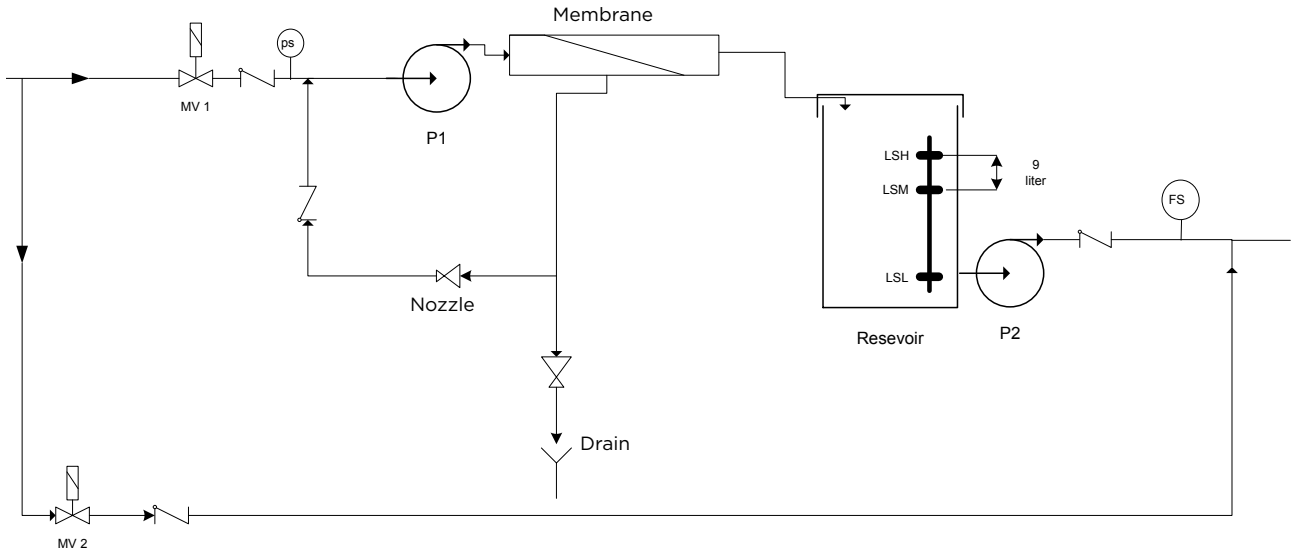 Membrane
ps
MV 1
P1
LSH
9
liter
LSM
FS
LSL
Nozzle
P2
Resevoir
Drain
MV 2